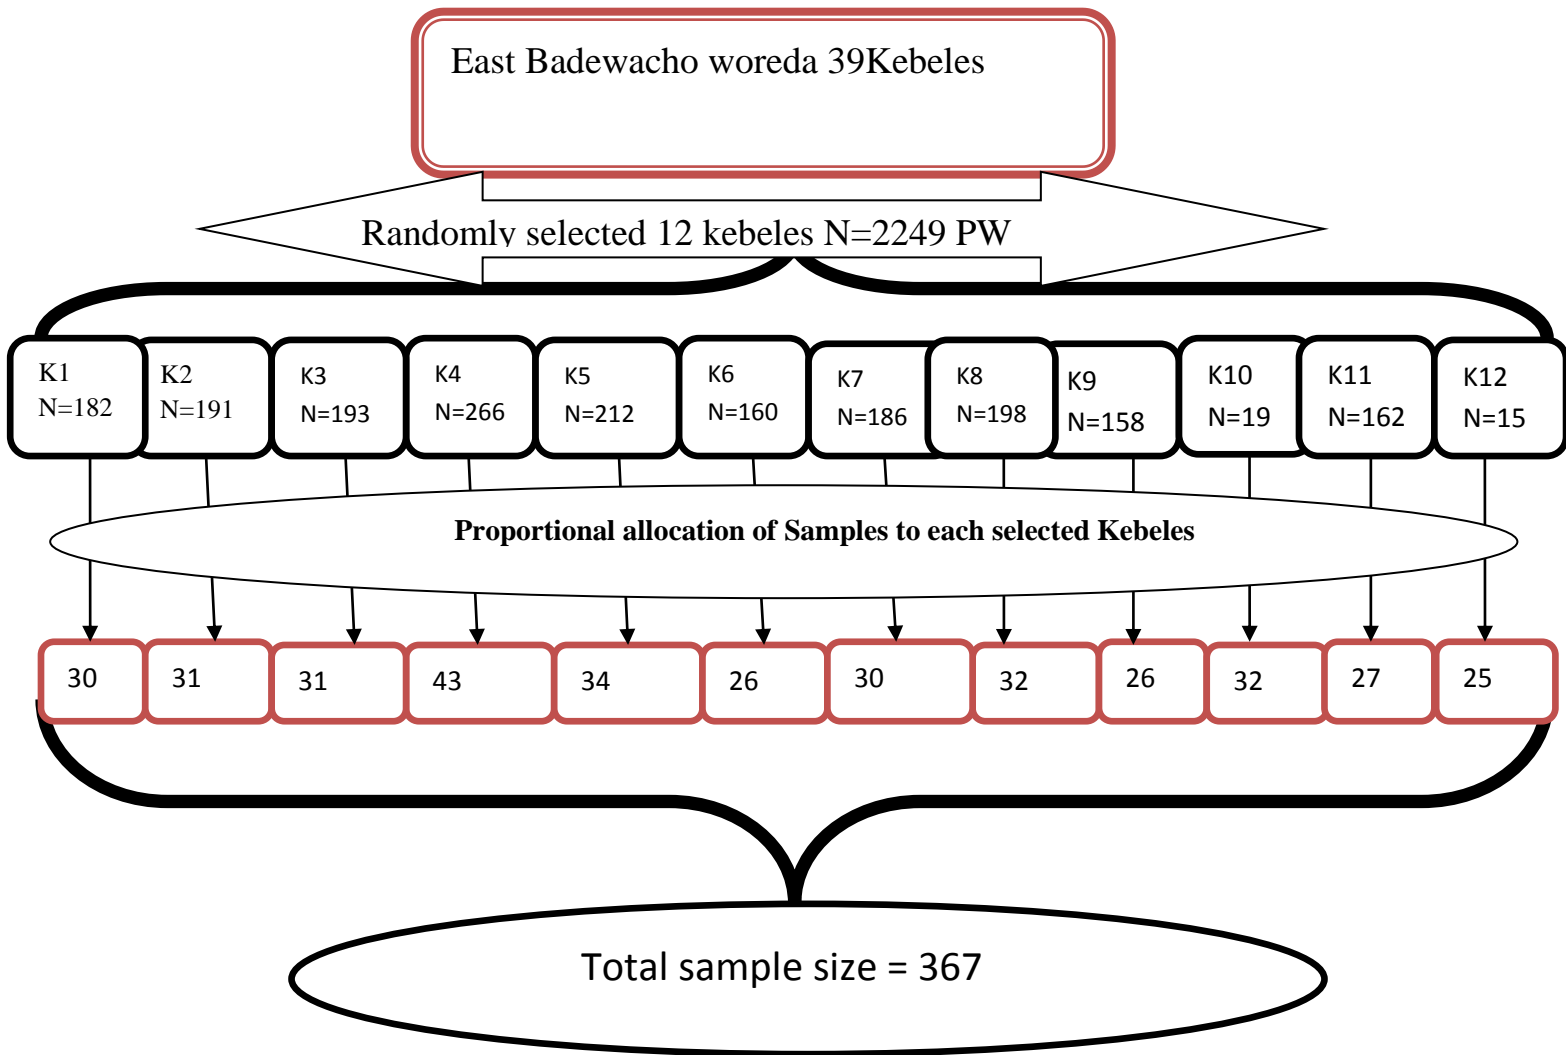 East Badewacho woreda 39Kebeles
Randomly selected 12 kebeles N=2249 PW
K1
N=182
K2
N=191
K3
N=193
K4
N=266
K5
N=212
K6
N=160
K7
N=186
K8
N=198
K9
N=158
K10
N=19
K11
N=162
K12
N=15
Proportional allocation of Samples to each selected Kebeles
30
31
31
43
34
26
30
32
26
32
27
25
Total sample size = 367